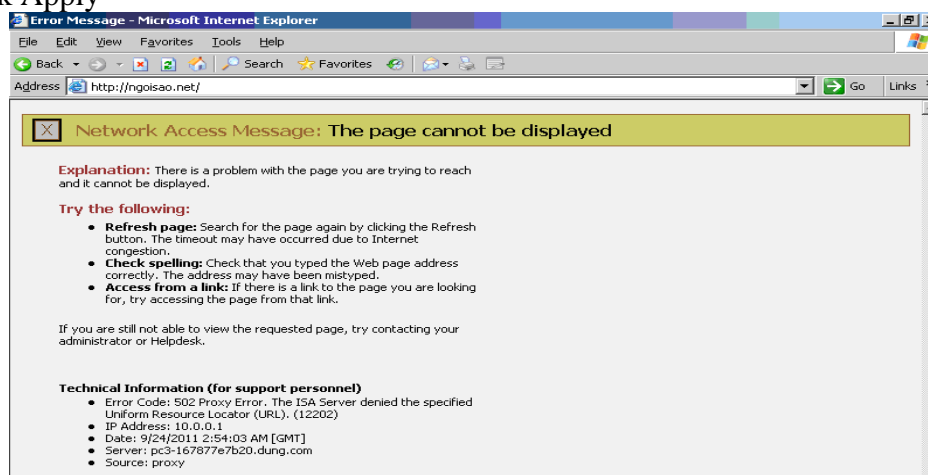 k Apply
Error Message - Microsoft Internet Explorer
File Edit View Favorites Tools Help
Back Search Favorites
Address http://ngoisao.net/ Go Links
X Network Access Message: The page cannot be displayed
Explanation: There is a problem with the page you are trying to reach
and it cannot be displayed.
Try the following:
• Refresh page: Search for the page again by clicking the Refresh
button. The timeout may have occurred due to Internet
congestion.
• Check spelling: Check that you typed the Web page address
correctly. The address may have been mistyped.
• Access from a link: If there is a link to the page you are looking
for, try accessing the page from that link.
If you are still not able to view the requested page, try contacting your
administrator or Helpdesk.
Technical Information (for support personnel)
• Error Code: 502 Proxy Error. The ISA Server denied the specified
Uniform Resource Locator (URL). (12202)
• IP Address: 10.0.0.1
• Date: 9/24/2011 2:54:03 AM [GMT]
• Server: pc3-167877e7b20.dung.com
• Source: proxy